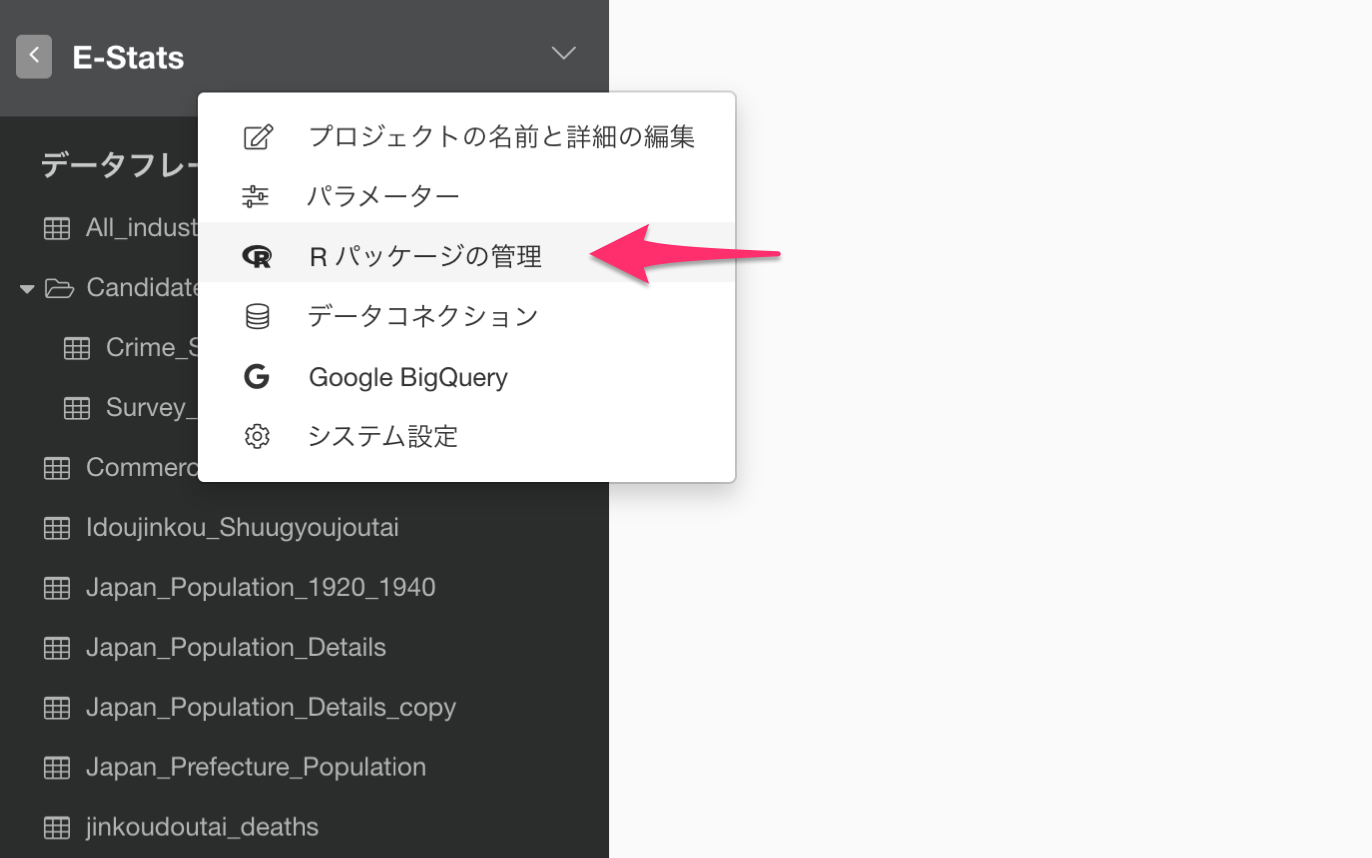 E-Stats
プロジェクトの名前と詳細の編集
パラメーター
R パッケージの管理
データコネクション
Google BigQuery
システム設定
データフレー
All_indust
Candidate
Crime_S
Survey_
Commerc
Idoujinkou_Shuugyoujoutai
Japan_Population_1920_1940
Japan_Population_Details
Japan_Population_Details_copy
Japan_Prefecture_Population
jinkoudoutai_deaths